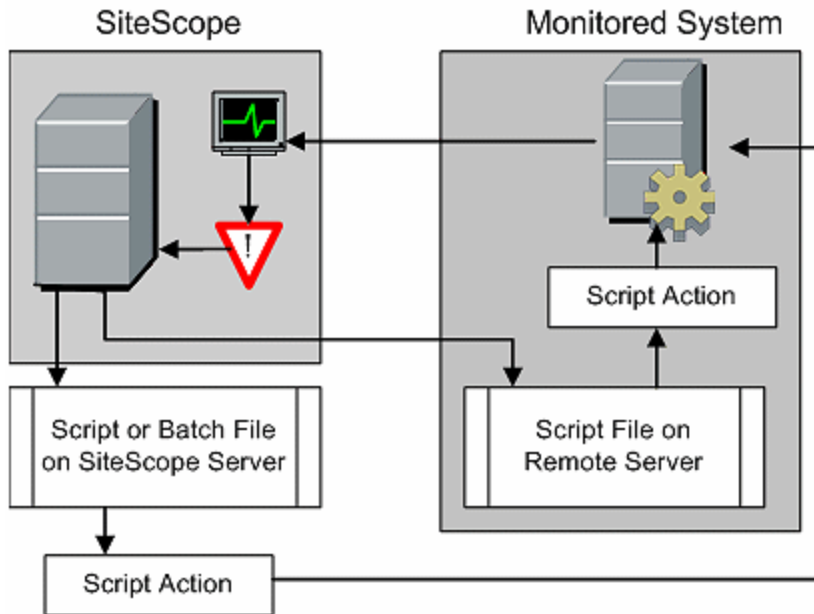 SiteScope
Monitored System
!
Script Action
Script or Batch File
on SiteScope Server
Script File on
Remote Server
Script Action